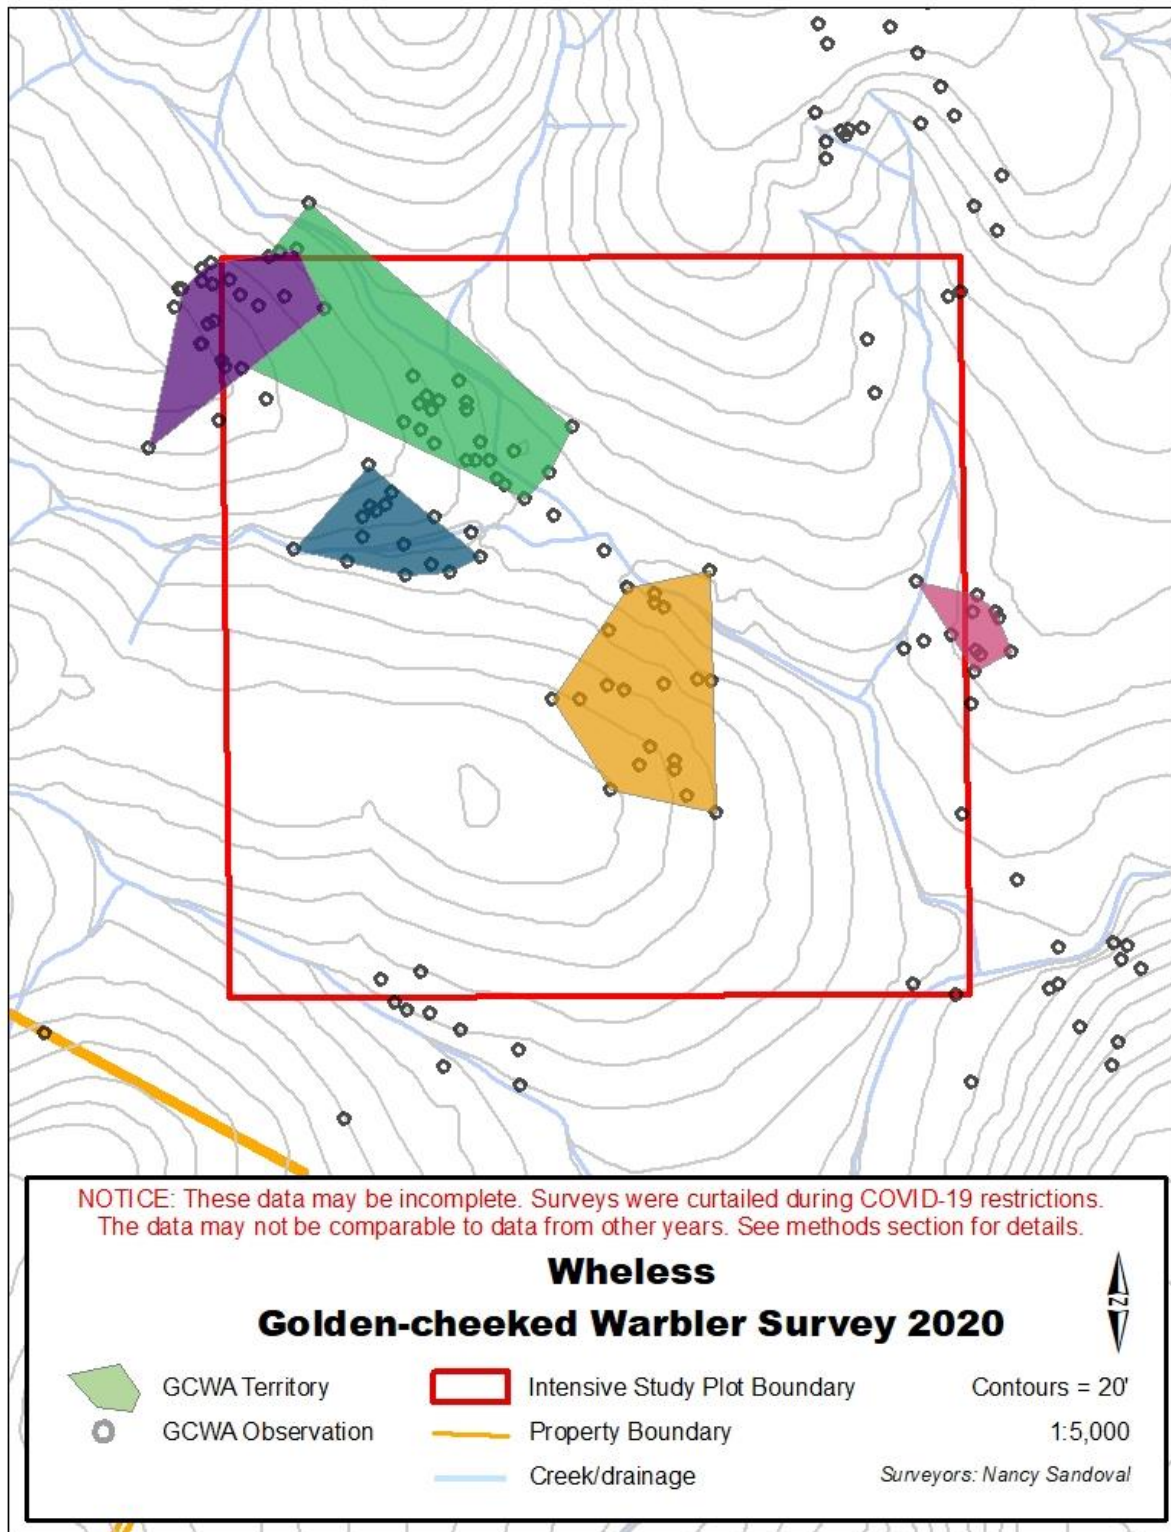 NOTICE: These data may be incomplete. Surveys were curtailed during COVID-19 restrictions.
The data may not be comparable to data from other years. See methods section for details.
Wheless
Golden-cheeked Warbler Survey 2020
N
GCWA Territory
Intensive Study Plot Boundary
Contours = 20'
GCWA Observation
Property Boundary
1:5,000
Creek/drainage
Surveyors: Nancy Sandoval